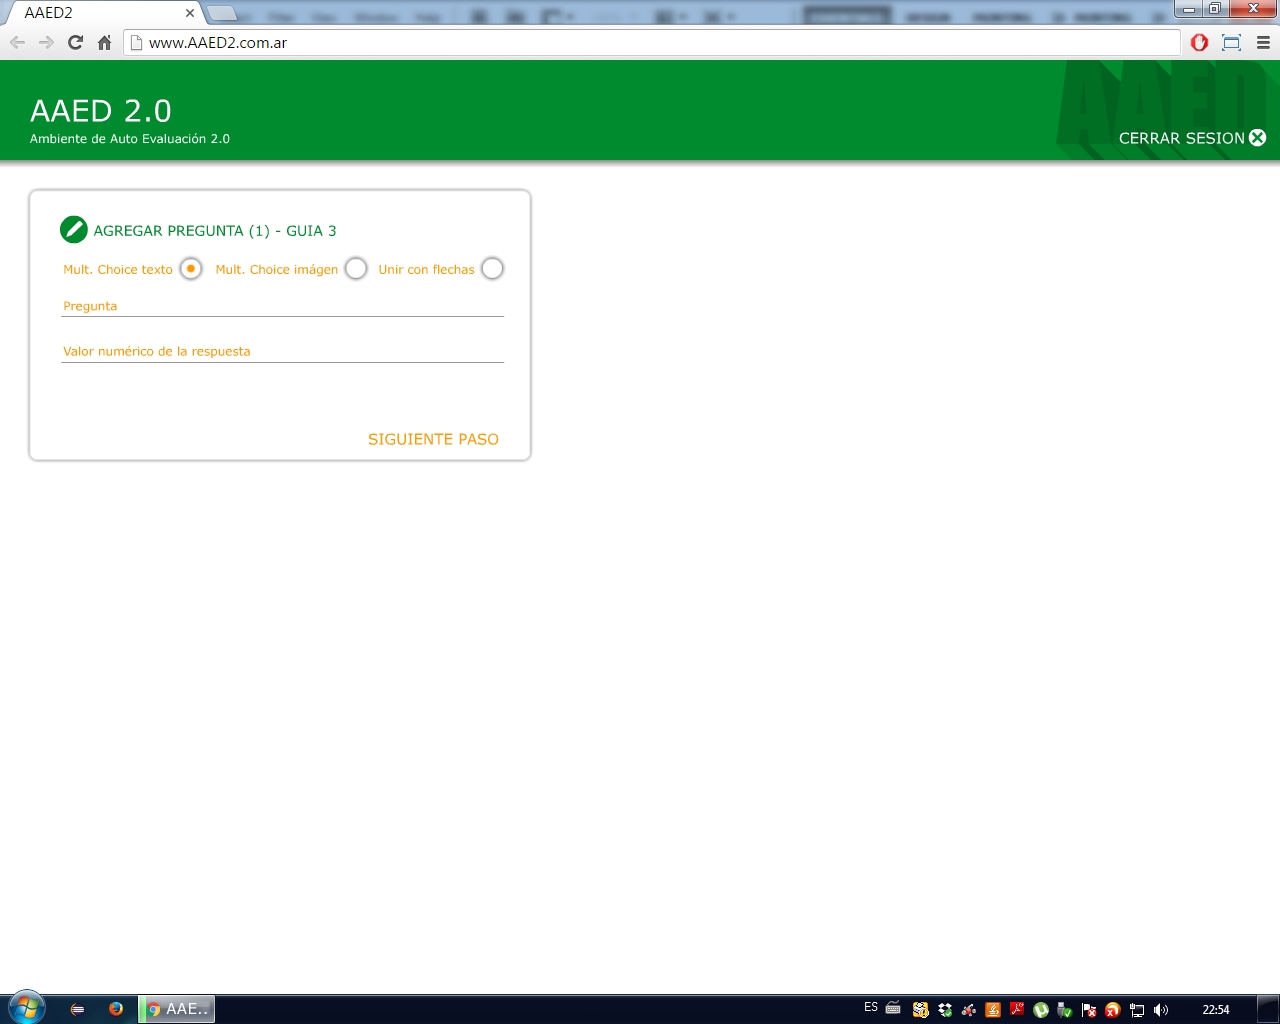 AAED2
www.AAED2.com.ar
AAED
AAED 2.0
Ambiente de Auto Evaluación 2.0
CERRAR SESION
AGREGAR PREGUNTA (1) - GUIA 3
Mult. Choice texto Mult. Choice imágen Unir con flechas
Pregunta
Valor numérico de la respuesta
SIGUIENTE PASO
AAE..
ES
22:54